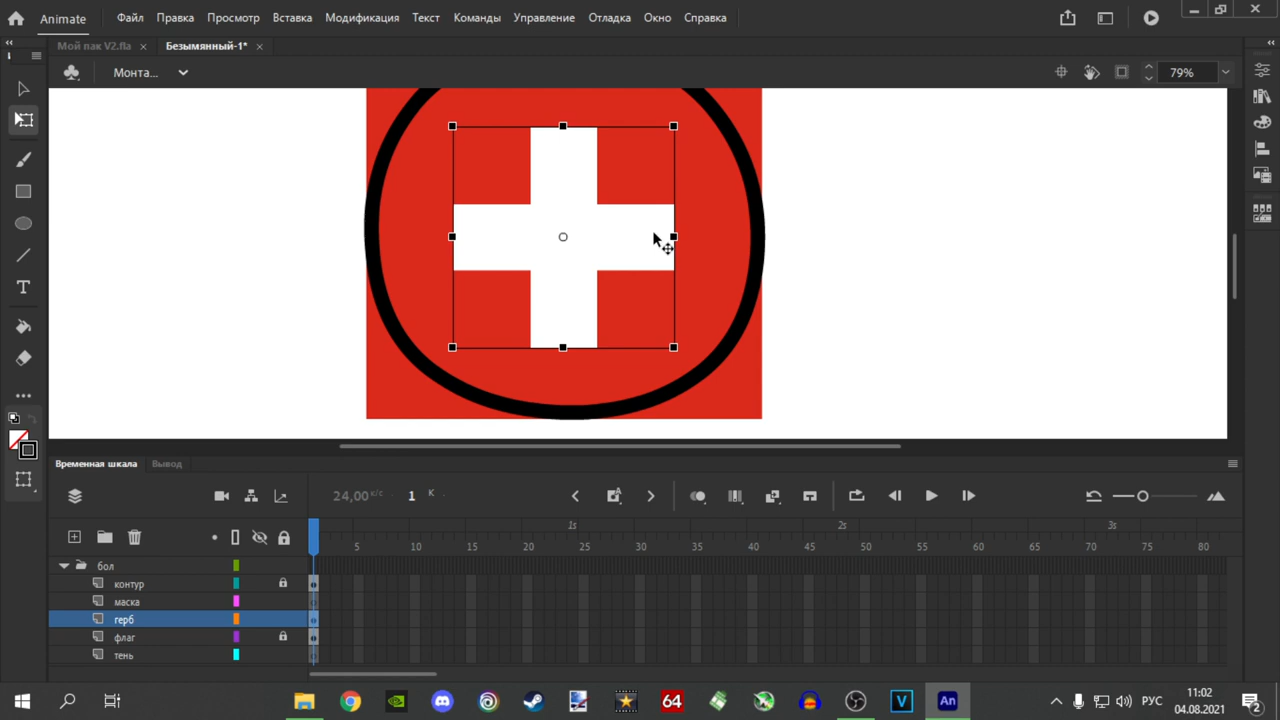 Animate Файл Правка Просмотр Вставка Модификация Текст Команды Управление Отладка Окно Справка
Мой пак V2.fla Безымянный-1*
Монта... 79%
Временная шкала Вывод
24,00 к/с 1 К
1s 2s 3s
5 10 15 20 25 30 35 40 45 50 55 60 65 70 75 80
бол
контур
маска
герб
флаг
тень
64 V An РУС 11:02
04.08.2021 2